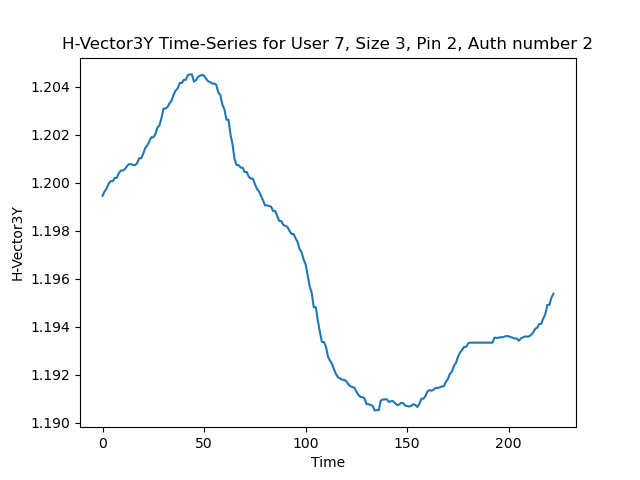 H-Vector3Y Time-Series for User 7, Size 3, Pin 2, Auth number 2
1.204
1.202
1.200
1.198
1.196
1.194
1.192
1.190
H-Vector3Y
0 50 100 150 200
Time